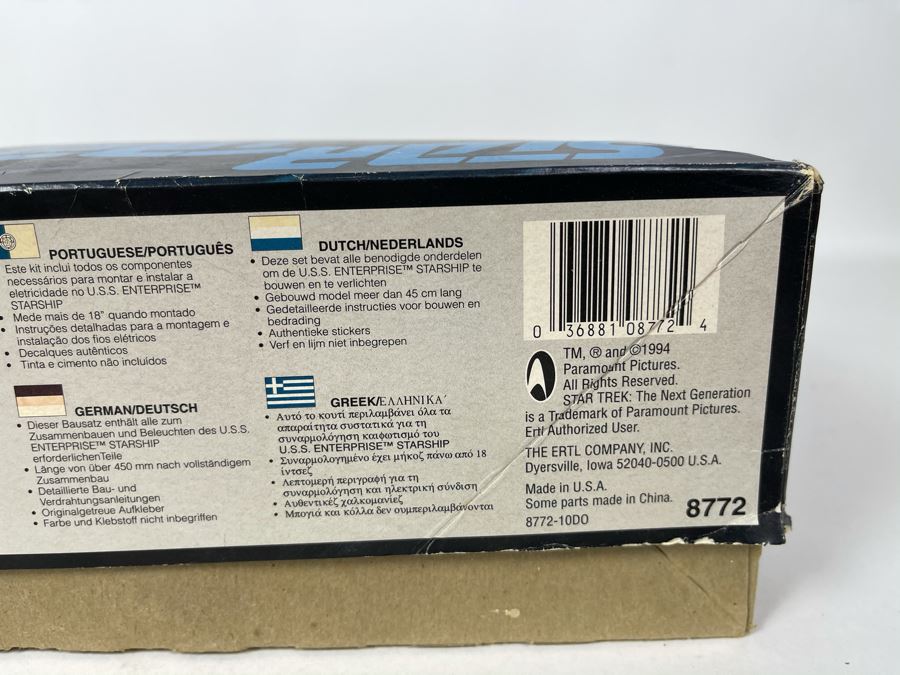 PORTUGUESE/PORTUGUÊS
Este kit inclui todos os componentes
necessários para montar e instalar a
eletricidade no U.S.S. ENTERPRISE™
STARSHIP
• Mede mais de 18" quando montado
• Instruções detalhadas para a montagem e
instalação dos fios elétricos
• Decalques autênticos
• Tinta e cimento não incluídos
DUTCH/NEDERLANDS
• Deze set bevat alle benodigde onderdelen
om de U.S.S. ENTERPRISE™ STARSHIP te
bouwen en te verlichten
• Gebouwd model meer dan 45 cm lang
• Gedetailleerde instructies voor bouwen en
bedrading
• Authentieke stickers
• Verf en lijm niet inbegrepen
GERMAN/DEUTSCH
• Dieser Bausatz enthält alle zum
Zusammenbauen und Beleuchten des U.S.S.
ENTERPRISE™ STARSHIP
erforderlichenTeile
• Länge von über 450 mm nach vollständigem
Zusammenbau
• Detaillierte Bau- und
Verdrahtungsanleitungen
• Originalgetreue Aufkleber
• Farbe und Klebstoff nicht inbegriffen
GREEK/ΕΛΛΗΝΙΚΑ΄
• Αυτό το κουτί περιλαμβάνει όλα τα
απαραίτητα συστατικά για τη
συναρμολόγηση καιφωτισμό του
U.S.S. ENTERPRISE™ STARSHIP
• Συναρμολογημένο έχει μήκοζ πάνω από 18
ίντσεζ
• Λεπτομερή περιγραφή για τη
συναρμολόγηση και ηλεκτρική σύνδιση
• Αυθεντικέζ χαλκομανίεζ
• Μπογιά και κόλλα δεν ουμπεριλαμβάνονται
0 36881 08772 4
TM, ® and ©1994
Paramount Pictures.
All Rights Reserved.
STAR TREK: The Next Generation
is a Trademark of Paramount Pictures.
Ertl Authorized User.
THE ERTL COMPANY, INC.
Dyersville, Iowa 52040-0500 U.S.A.
Made in U.S.A.
Some parts made in China.
8772-10DO
8772